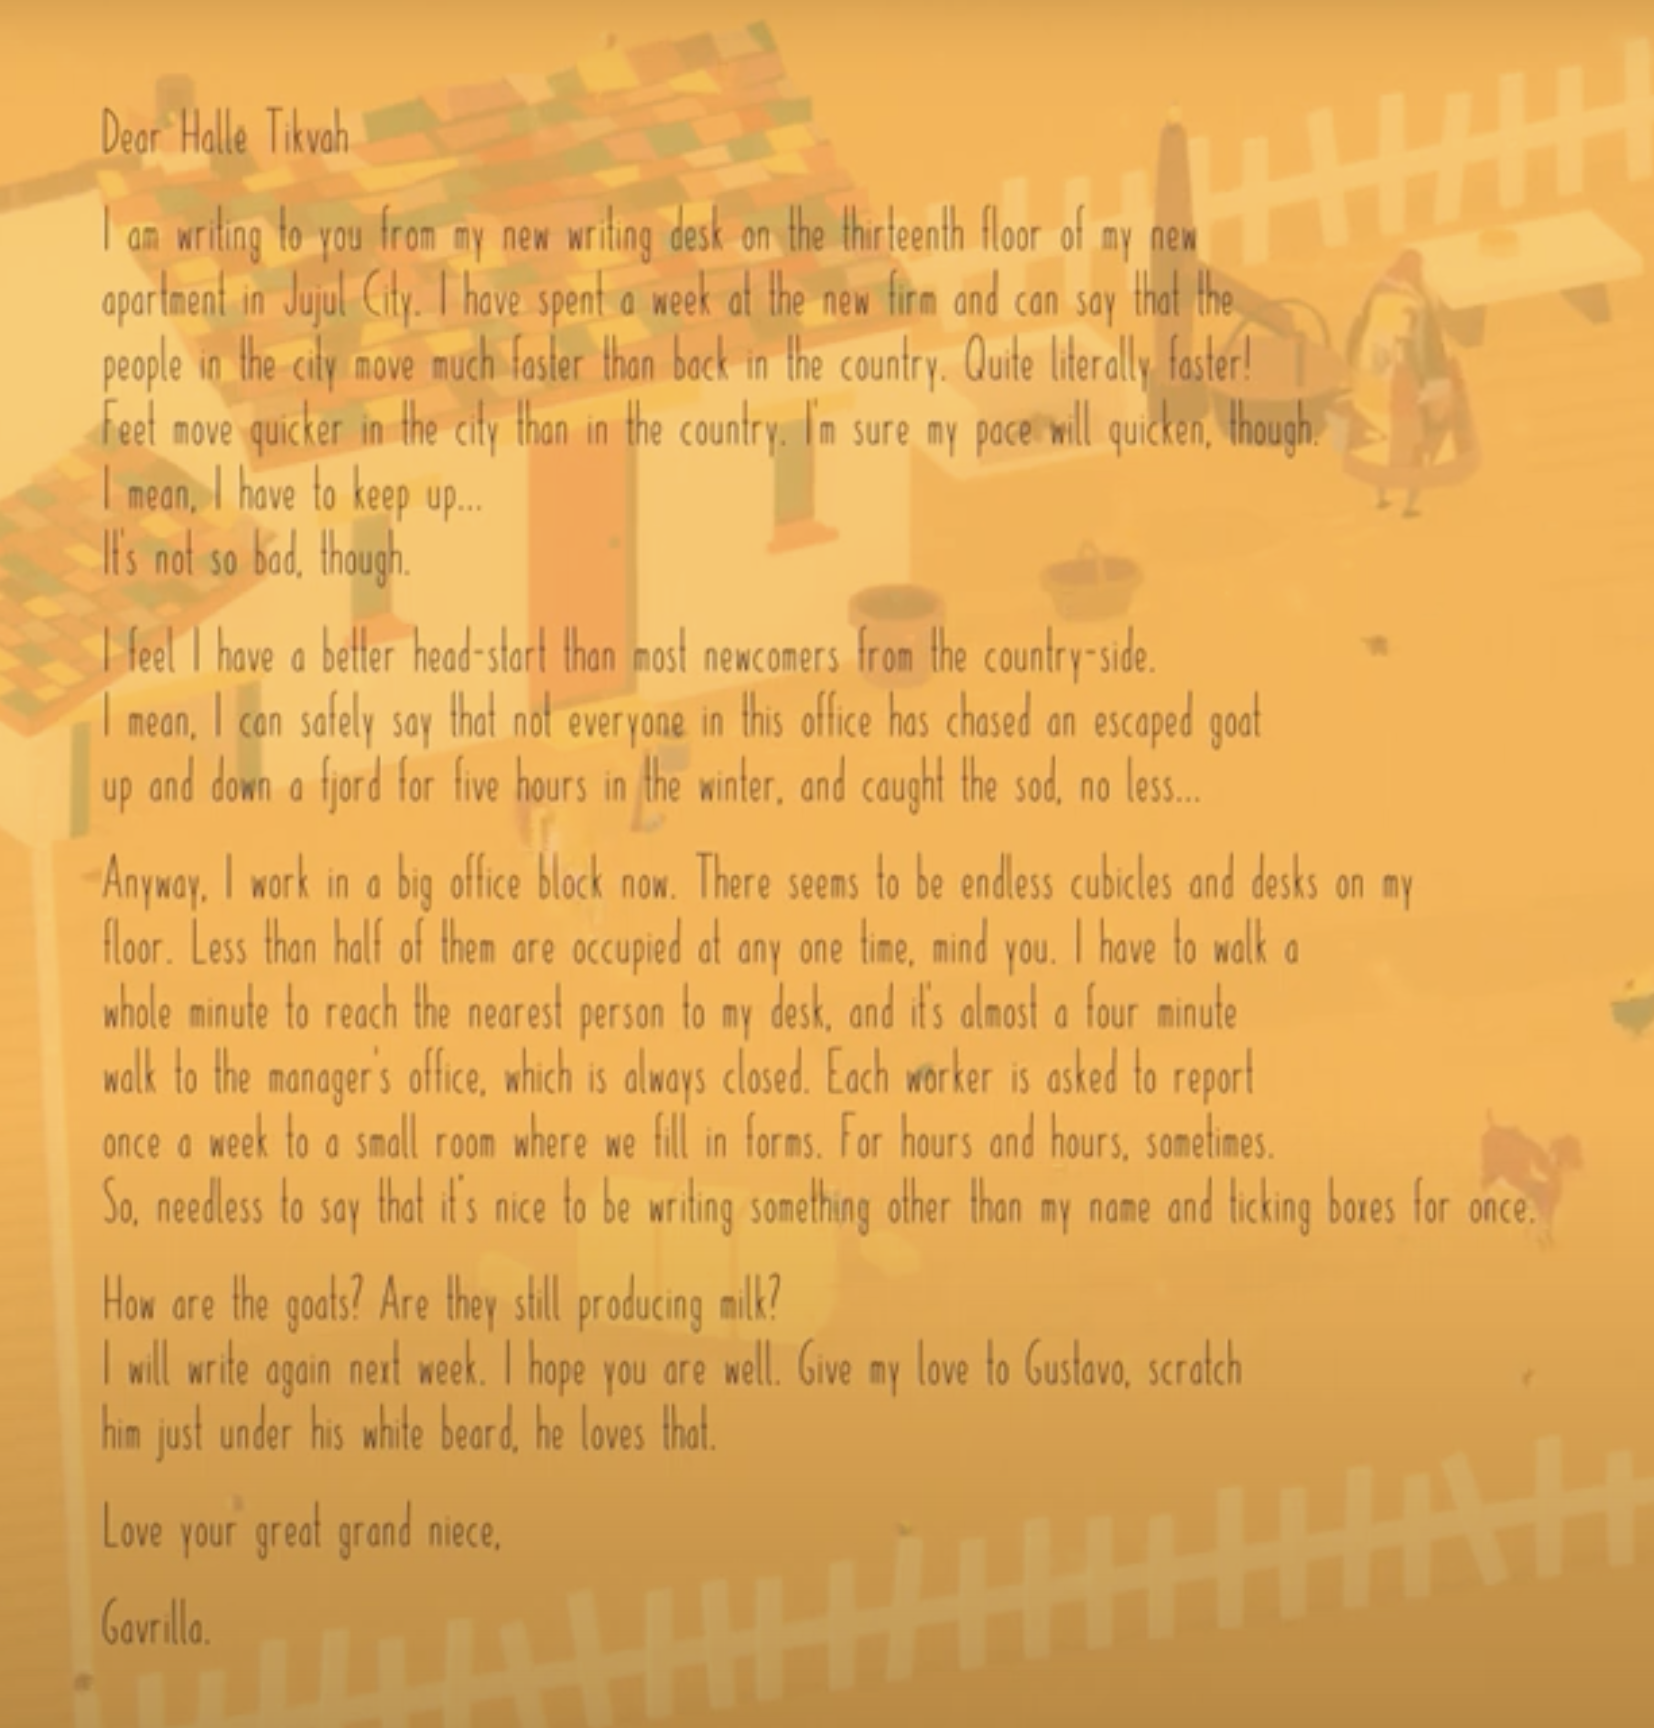 Dear Halle Tikvah
I am writing to you from my new writing desk on the thirteenth floor of my new
apartment in Jujul City. I have spent a week at the new firm and can say that the
people in the city move much faster than back in the country. Quite literally faster!
Feet move quicker in the city than in the country. I'm sure my pace will quicken, though.
I mean, I have to keep up...
It's not so bad, though.
I feel I have a better head-start than most newcomers from the country-side.
I mean, I can safely say that not everyone in this office has chased an escaped goat
up and down a fjord for five hours in the winter, and caught the sod, no less...
Anyway, I work in a big office block now. There seems to be endless cubicles and desks on my
floor. Less than half of them are occupied at any one time, mind you. I have to walk a
whole minute to reach the nearest person to my desk, and it's almost a four minute
walk to the manager's office, which is always closed. Each worker is asked to report
once a week to a small room where we fill in forms. For hours and hours, sometimes.
So, needless to say that it's nice to be writing something other than my name and ticking boxes for once.
How are the goats? Are they still producing milk?
I will write again next week. I hope you are well. Give my love to Gustavo, scratch
him just under his white beard, he loves that.
Love your great grand niece,
Gavrilla.